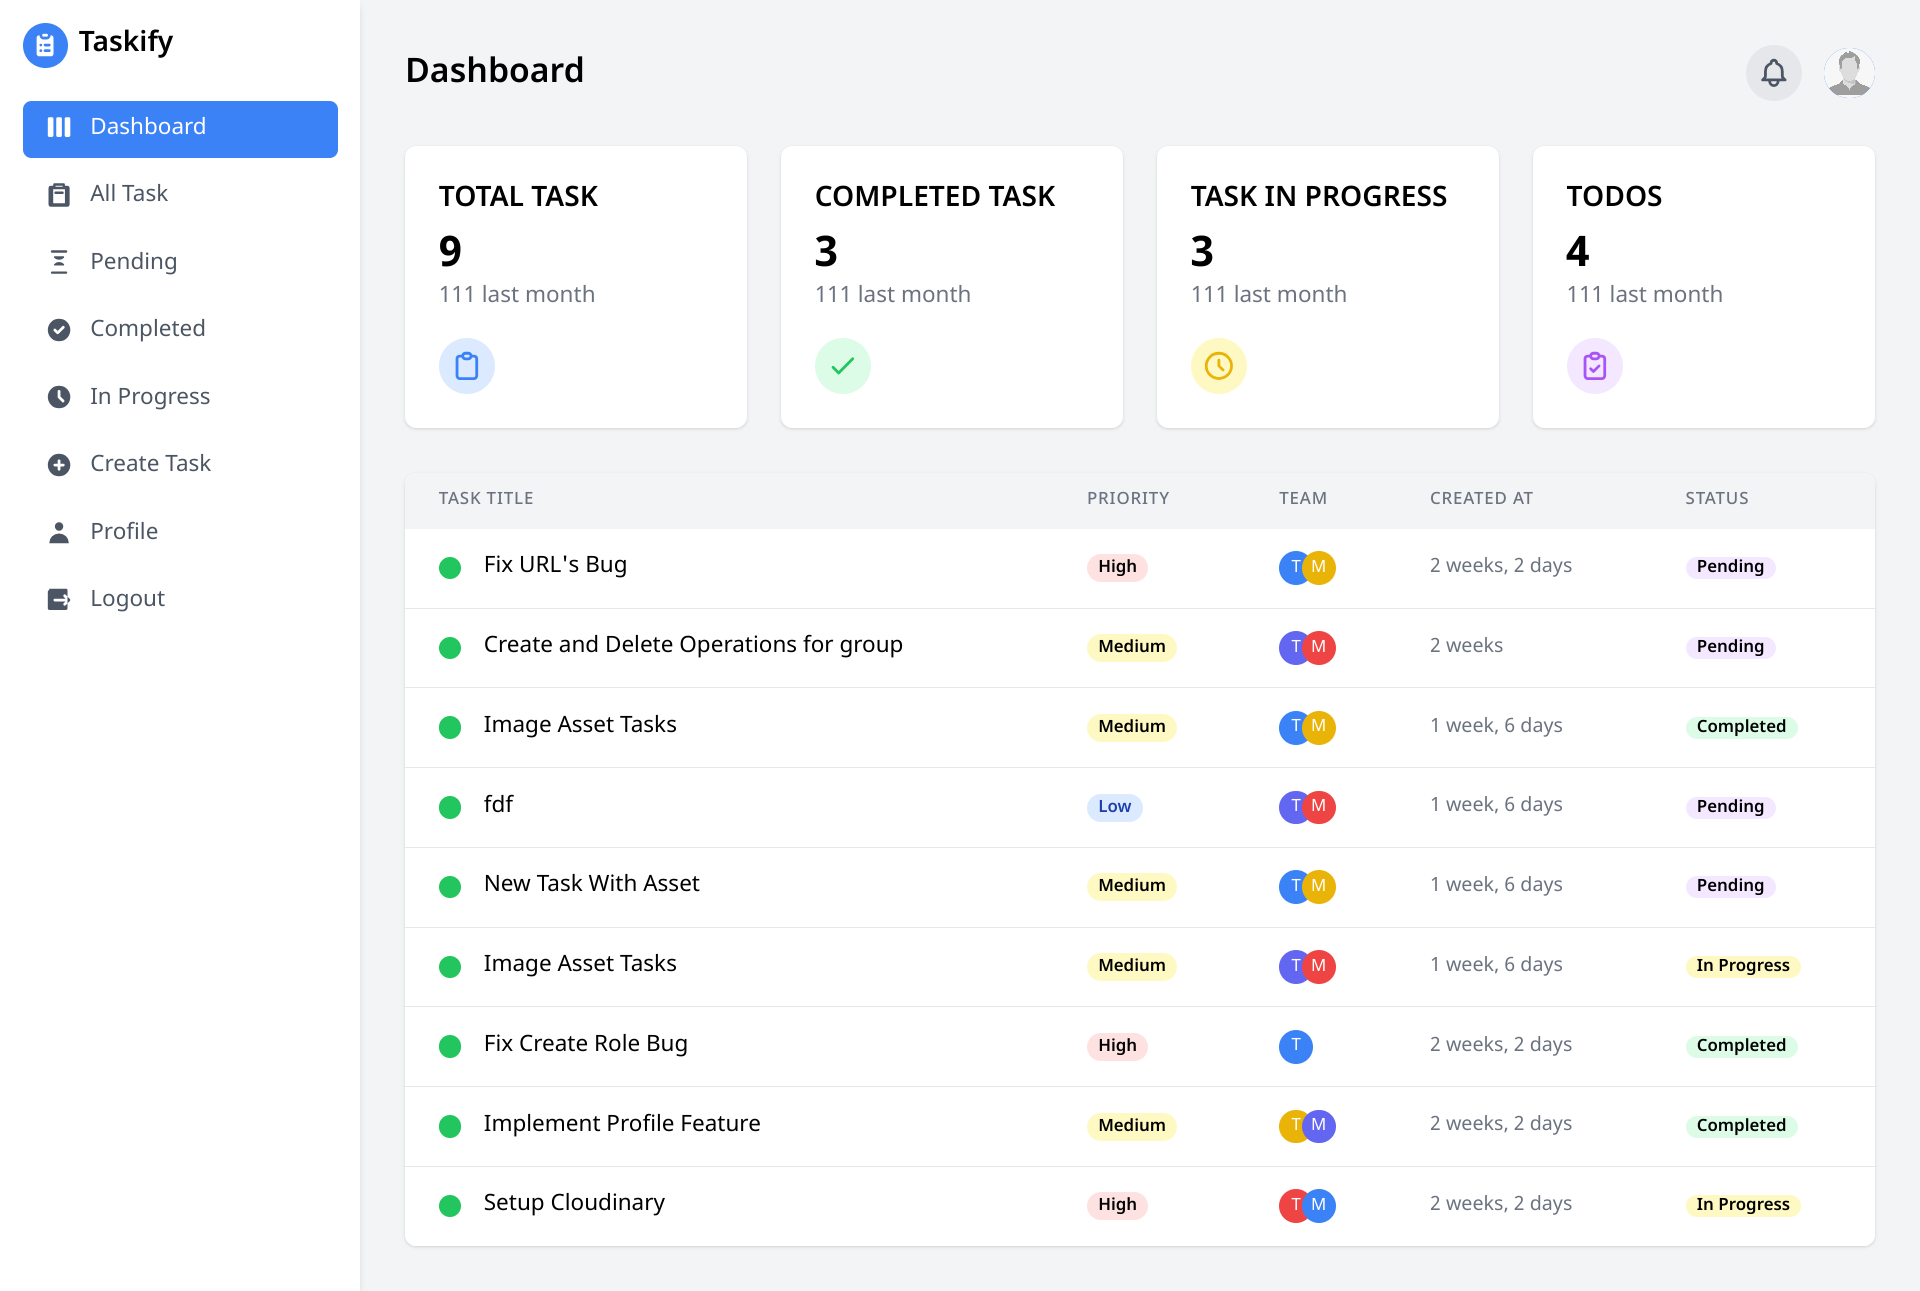 Taskify
Dashboard
All Task
Pending
Completed
In Progress
Create Task
Profile
Logout
Dashboard
TOTAL TASK
9
111 last month
COMPLETED TASK
3
111 last month
TASK IN PROGRESS
3
111 last month
TODOS
4
111 last month
TASK TITLE PRIORITY TEAM CREATED AT STATUS
Fix URL's Bug High T M 2 weeks, 2 days Pending
Create and Delete Operations for group Medium T M 2 weeks Pending
Image Asset Tasks Medium T M 1 week, 6 days Completed
fdf Low T M 1 week, 6 days Pending
New Task With Asset Medium T M 1 week, 6 days Pending
Image Asset Tasks Medium T M 1 week, 6 days In Progress
Fix Create Role Bug High T 2 weeks, 2 days Completed
Implement Profile Feature Medium T M 2 weeks, 2 days Completed
Setup Cloudinary High T M 2 weeks, 2 days In Progress